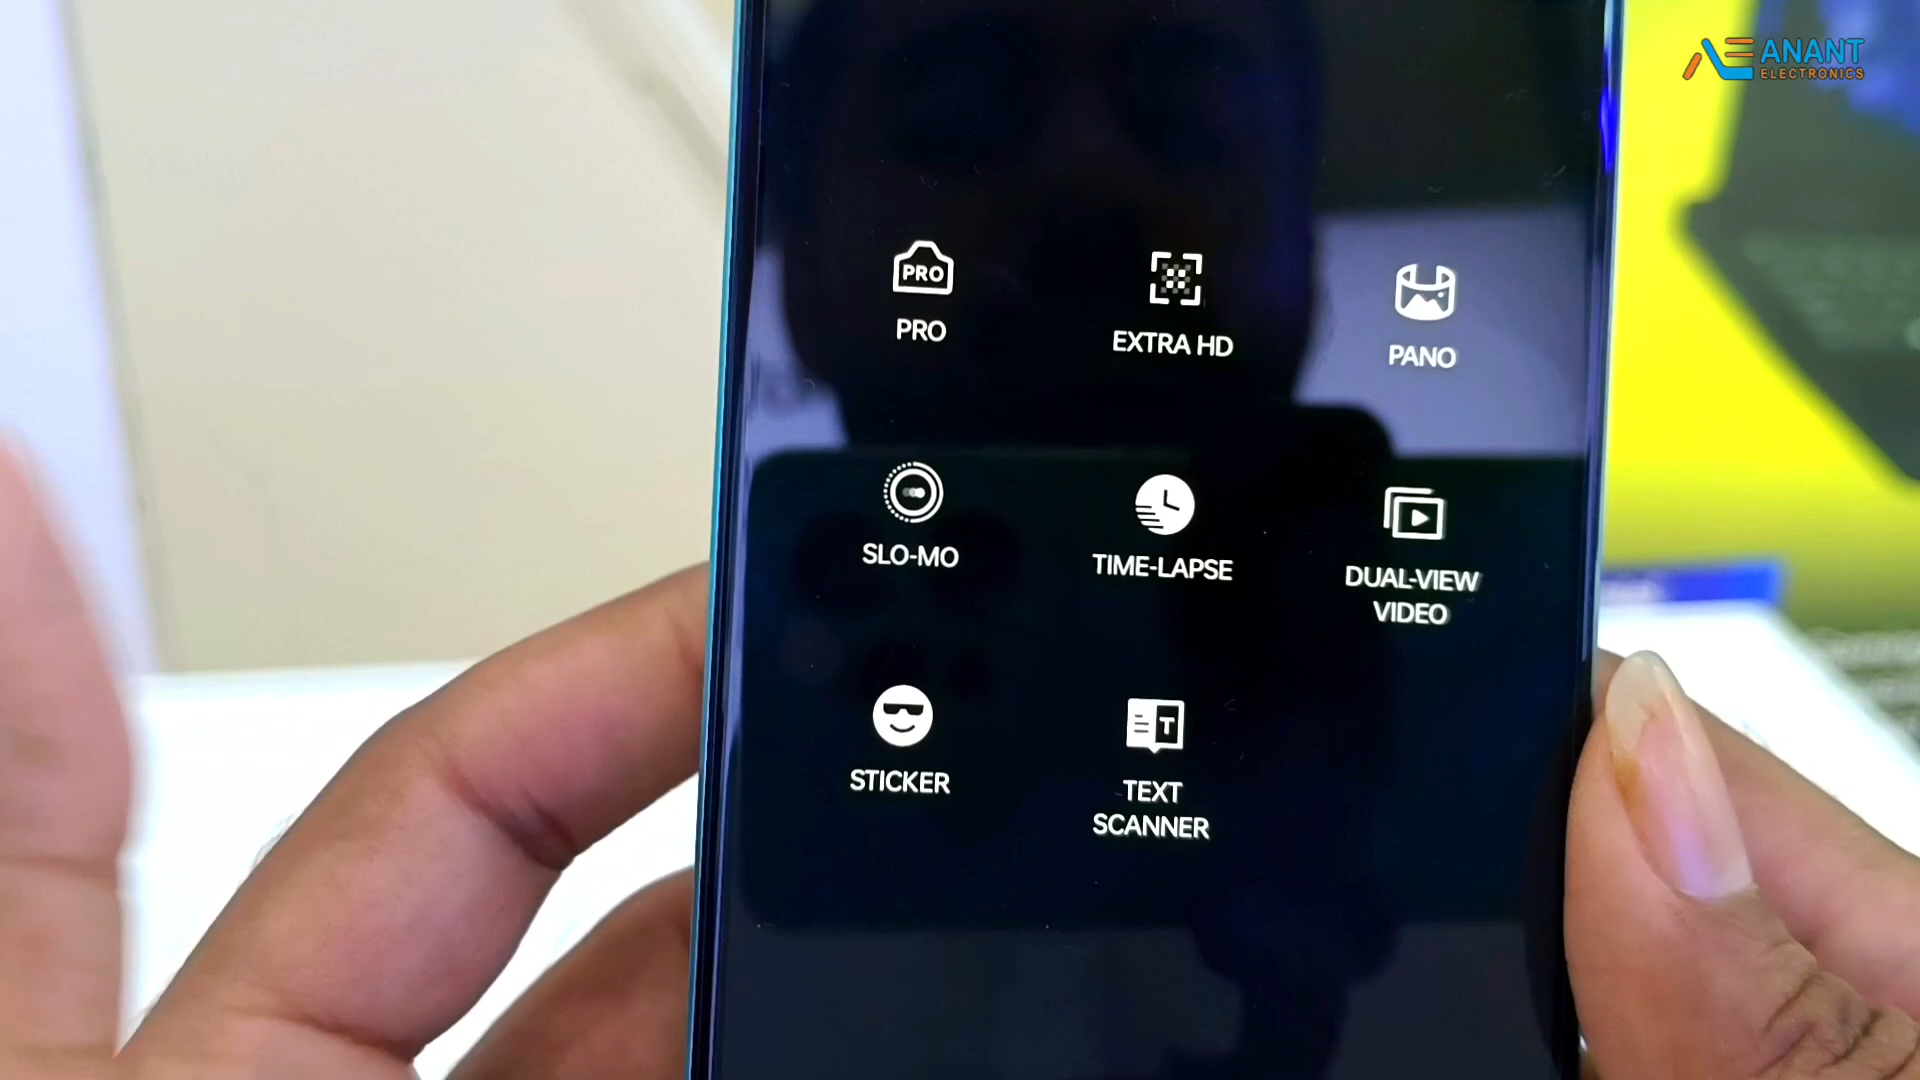 ANANT
ELECTRONICS
PRO
PRO
EXTRA HD
PANO
SLO-MO
TIME-LAPSE
DUAL-VIEW
VIDEO
STICKER
T
TEXT
SCANNER